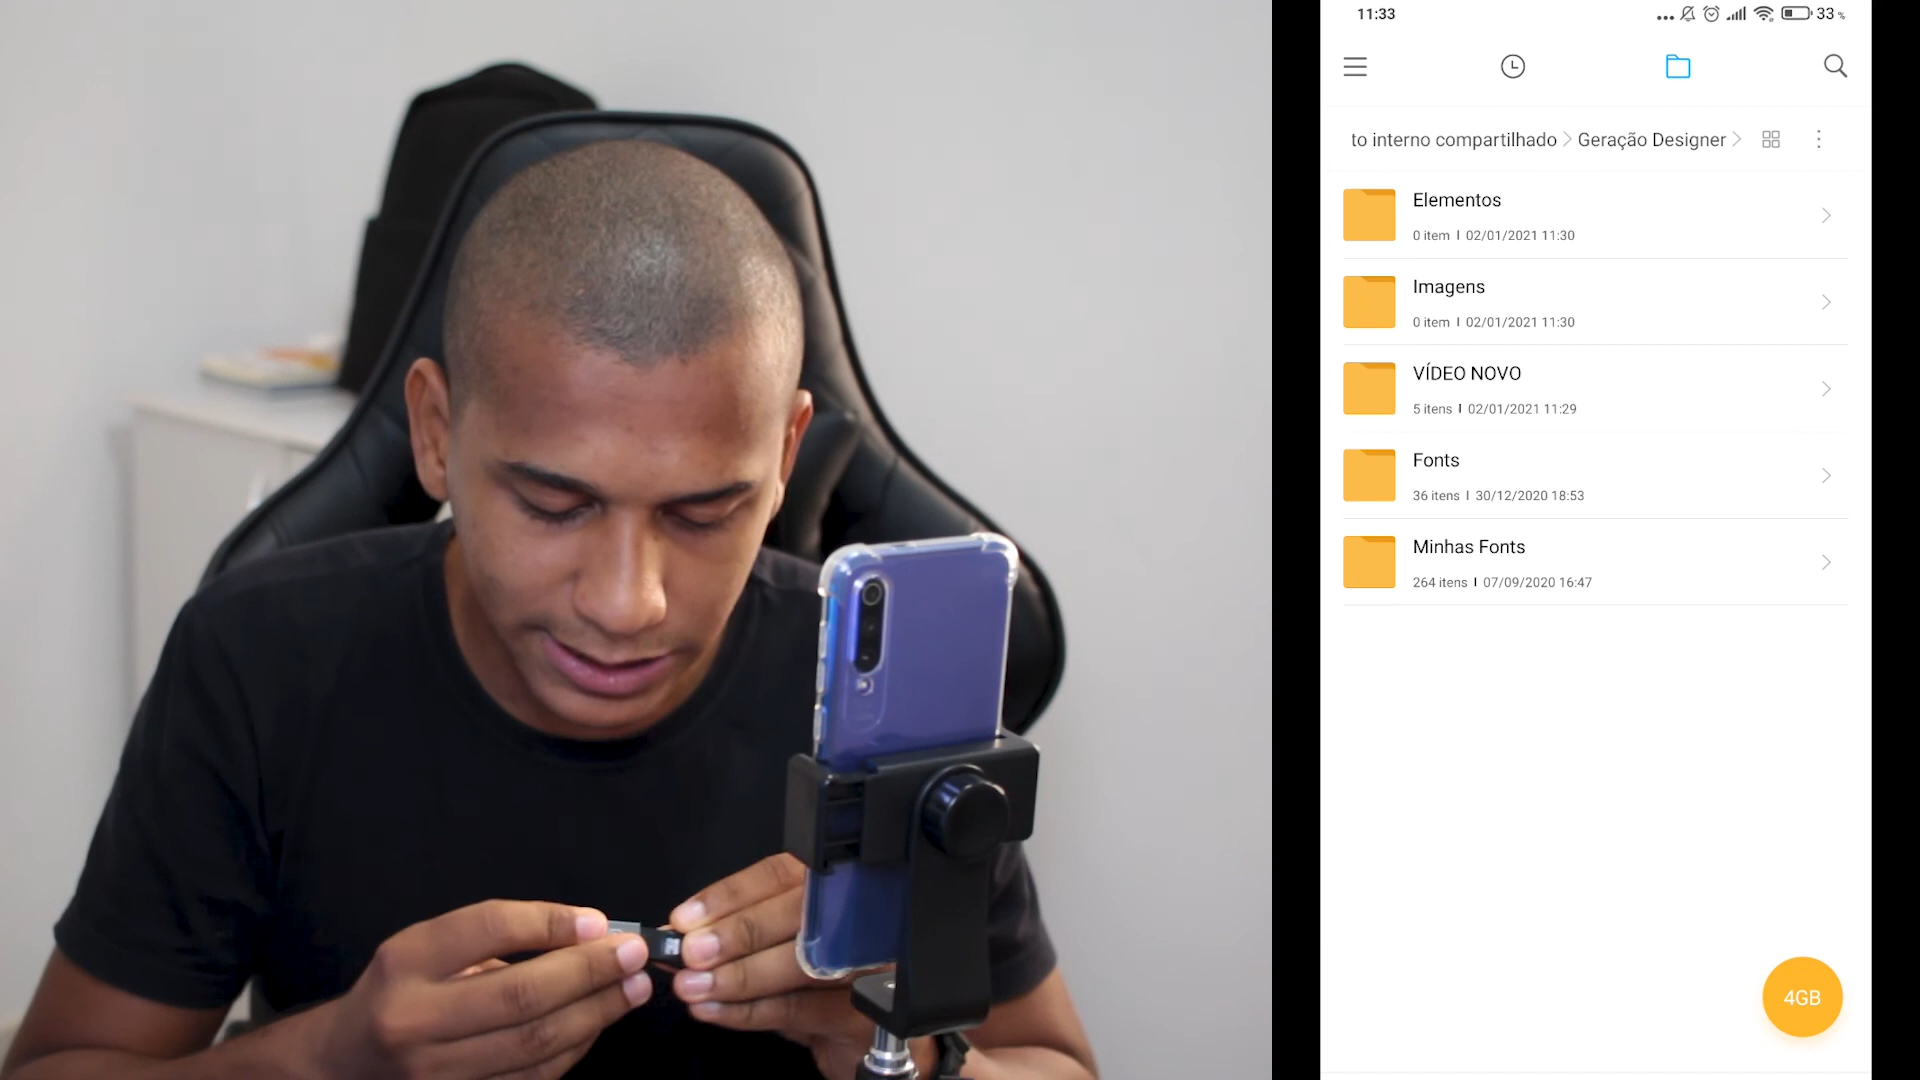 11:33
33 %
to interno compartilhado > Geração Designer >
Elementos
0 item | 02/01/2021 11:30
Imagens
0 item | 02/01/2021 11:30
VÍDEO NOVO
5 itens | 02/01/2021 11:29
Fonts
36 itens | 30/12/2020 18:53
Minhas Fonts
264 itens | 07/09/2020 16:47
4GB